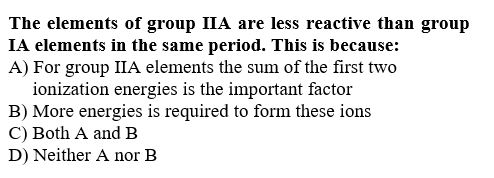 The elements of group IIA are less reactive than group
IA elements in the same period. This is because:
A) For group IIA elements the sum of the first two
ionization energies is the important factor
B) More energies is required to form these ions
C) Both A and B
D) Neither A nor B